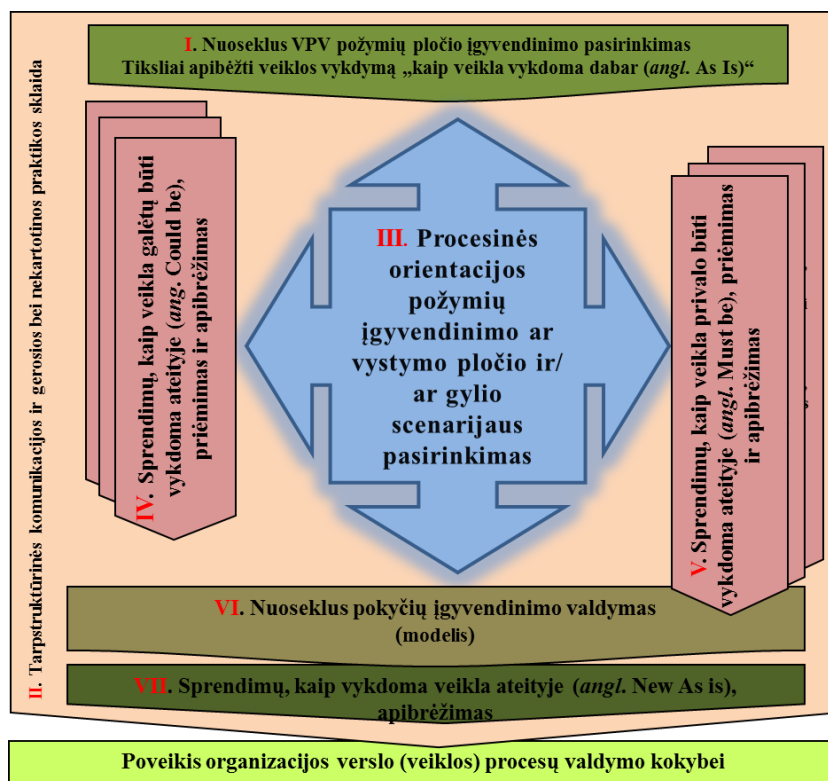 I. Nuoseklus VPV požymių pločio įgyvendinimo pasirinkimas
Tiksliai apibėžti veiklos vykdymą „kaip veikla vykdoma dabar (angl. As Is)“
II. Tarpstruktūrinės komunikacijos ir gerosios bei nekartotinos praktikos sklaida
III. Procesinės
orientacijos
požymių
įgyvendinimo ar
vystymo pločio ir/
ar gylio
scenarijaus
pasirinkimas
IV. Sprendimų, kaip veikla galėtų būti
vykdoma ateityje (ang. Could be),
priėmimas ir apibrėžimas
V. Sprendimų, kaip veikla privalo būti
vykdoma ateityje (angl. Must be), priėmimas
ir apibrėžimas
VI. Nuoseklus pokyčių įgyvendinimo valdymas
(modelis)
VII. Sprendimų, kaip vykdoma veikla ateityje (angl. New As is),
apibrėžimas
Poveikis organizacijos verslo (veiklos) procesų valdymo kokybei